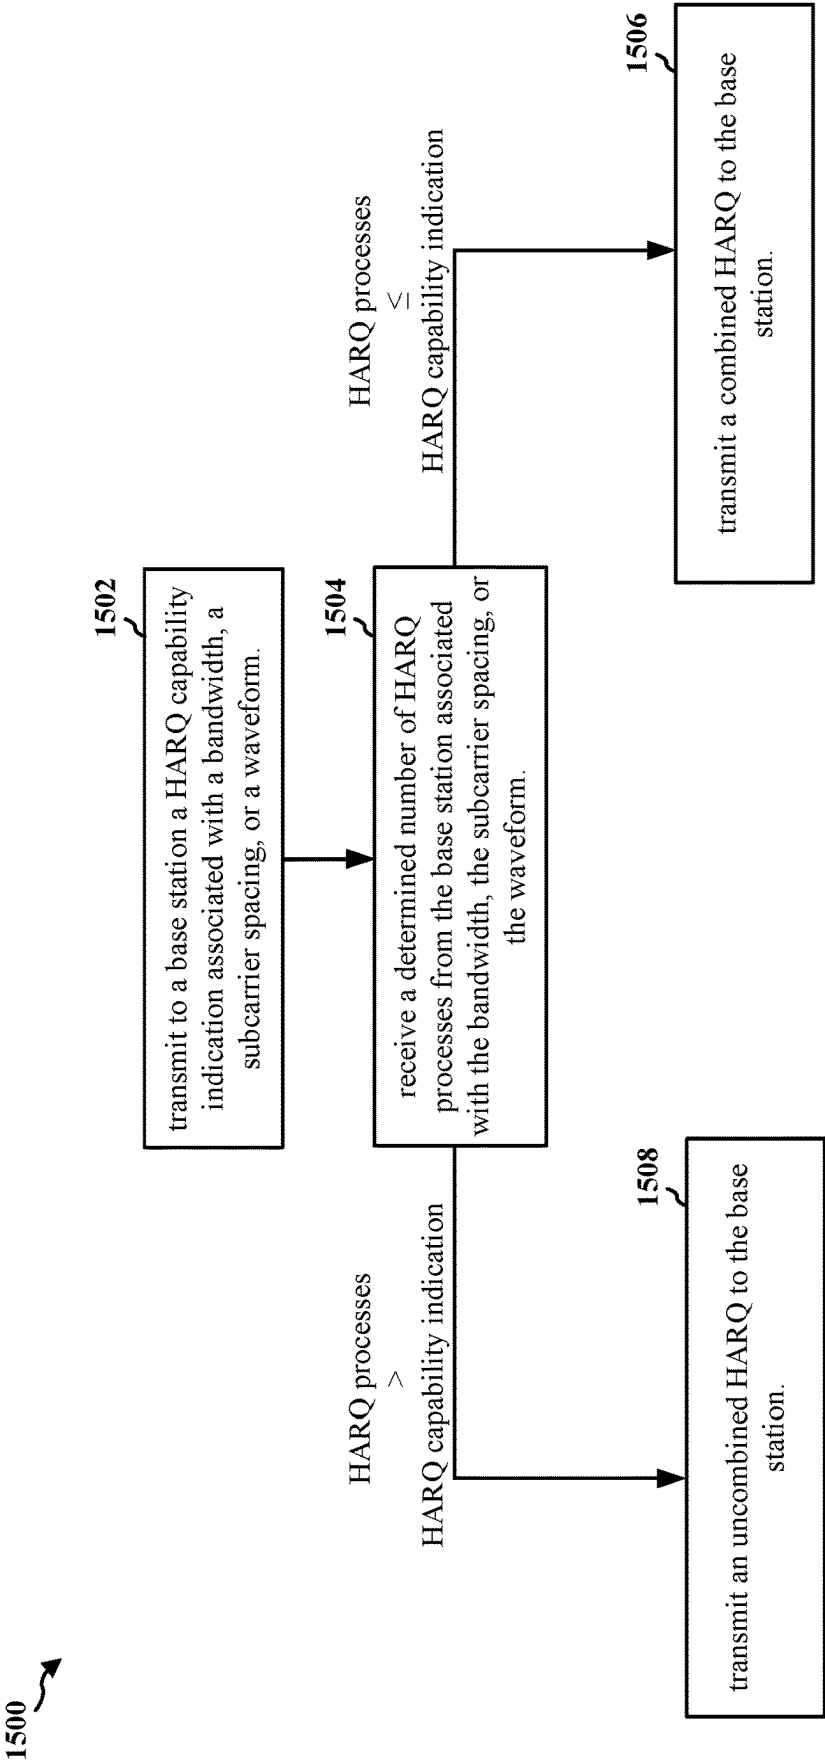 1500
1502
transmit to a base station a HARQ capability
indication associated with a bandwidth, a
subcarrier spacing, or a waveform.
1504
receive a determined number of HARQ
processes from the base station associated
with the bandwidth, the subcarrier spacing, or
the waveform.
HARQ processes
>
HARQ capability indication
HARQ processes
≤
HARQ capability indication
1508
transmit an uncombined HARQ to the base
station.
1506
transmit a combined HARQ to the base
station.